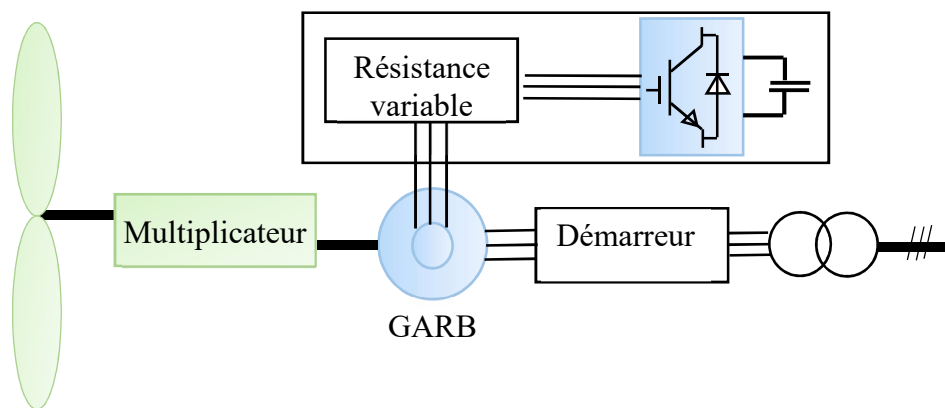 Résistance
variable
Multiplicateur
Démarreur
GARB